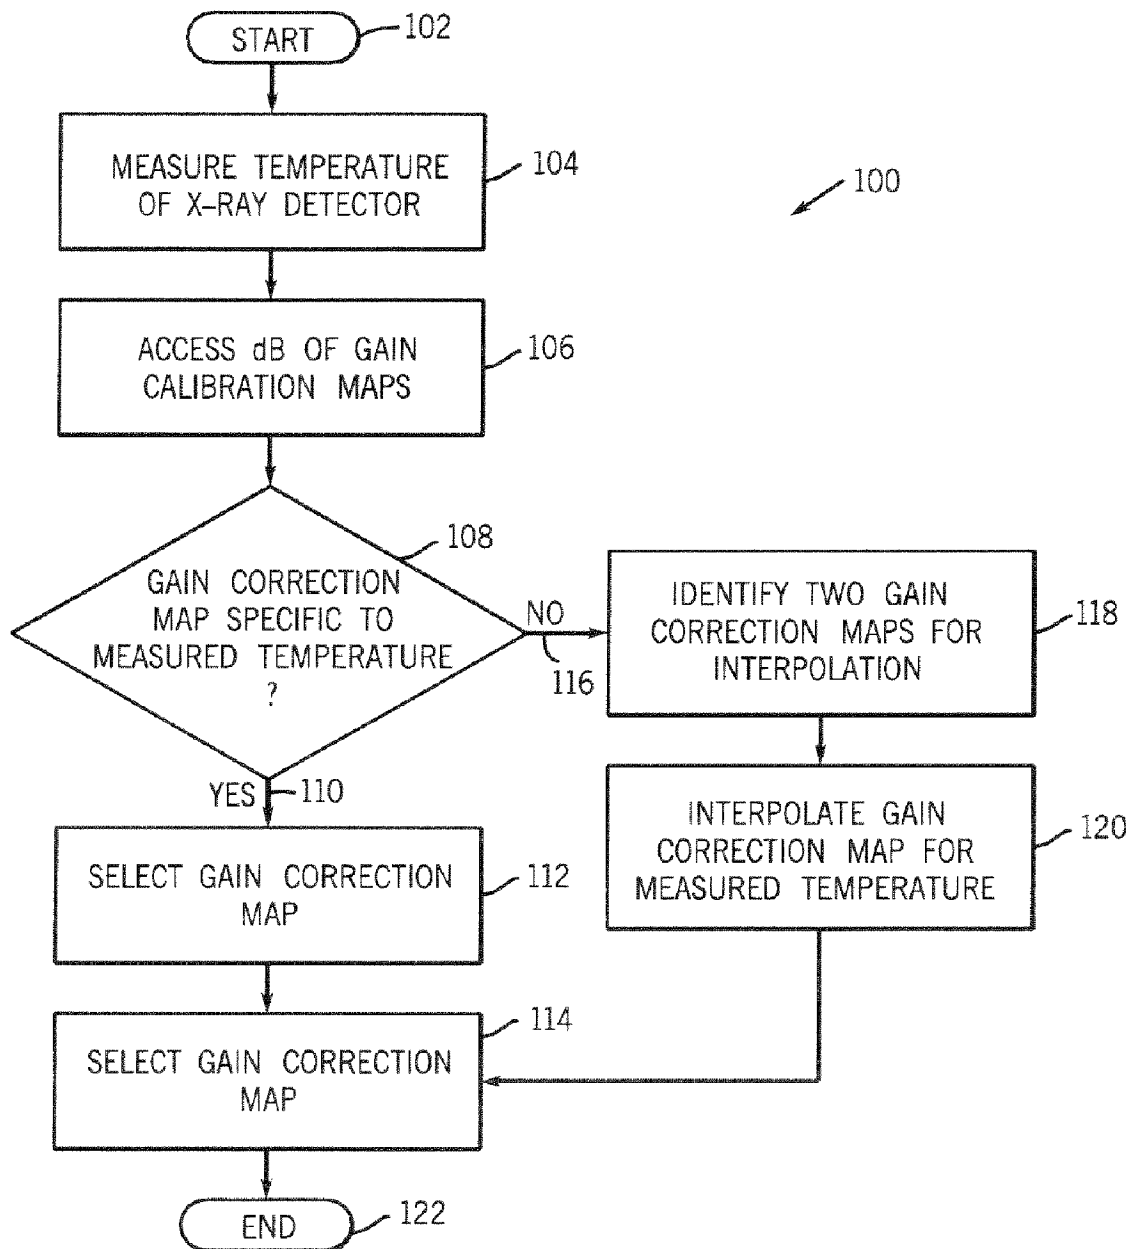 START
102
MEASURE TEMPERATURE
OF X-RAY DETECTOR
104
100
ACCESS dB OF GAIN
CALIBRATION MAPS
106
108
GAIN CORRECTION
MAP SPECIFIC TO
MEASURED TEMPERATURE
?
NO
116
IDENTIFY TWO GAIN
CORRECTION MAPS FOR
INTERPOLATION
118
YES
110
INTERPOLATE GAIN
CORRECTION MAP FOR
MEASURED TEMPERATURE
120
SELECT GAIN CORRECTION
MAP
112
SELECT GAIN CORRECTION
MAP
114
END
122